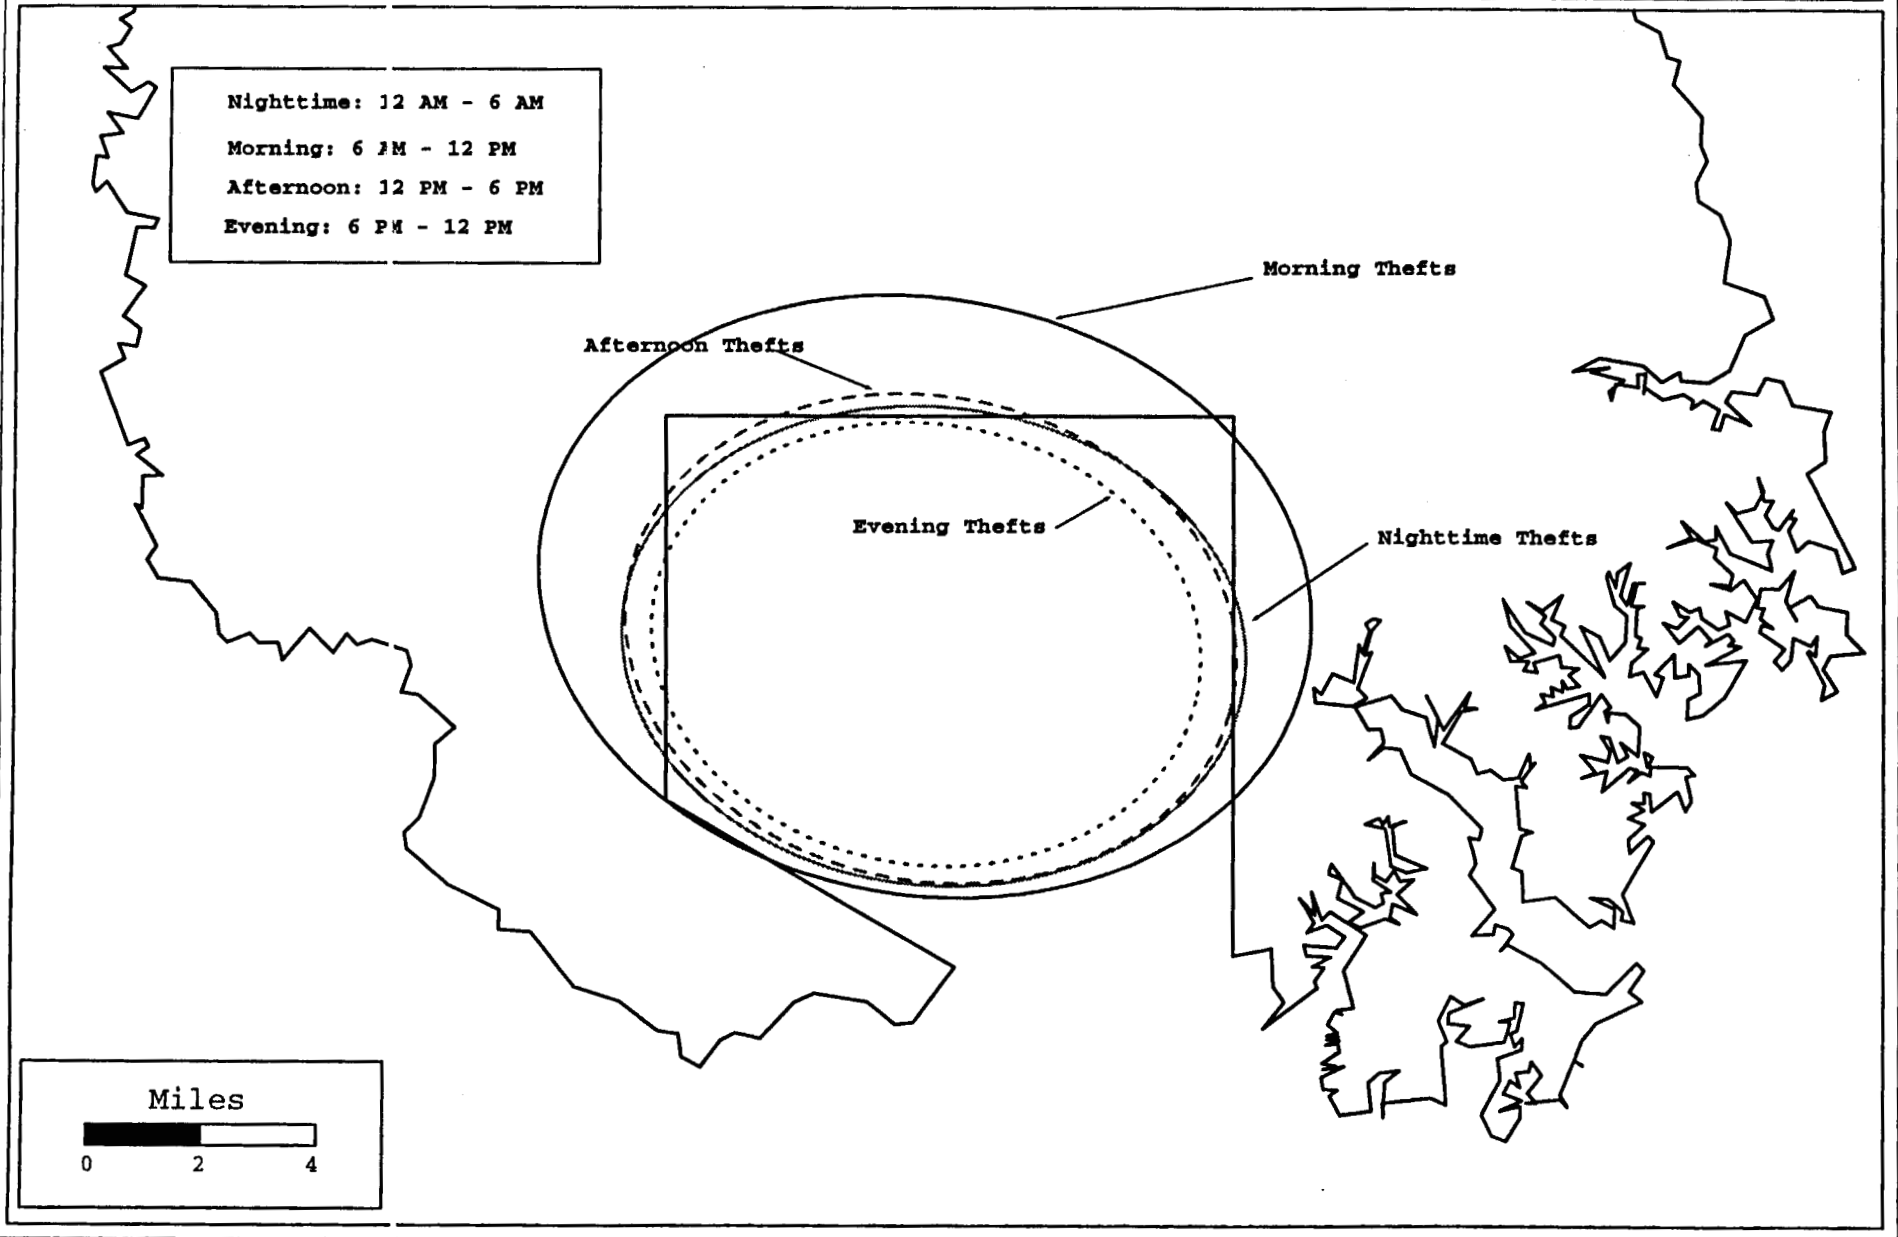 Nighttime: 12 AM - 6 AM
Morning: 6 AM - 12 PM
Afternoon: 12 PM - 6 PM
Evening: 6 PM - 12 PM
Morning Thefts
Afternoon Thefts
Evening Thefts
Nighttime Thefts
Miles
0 2 4